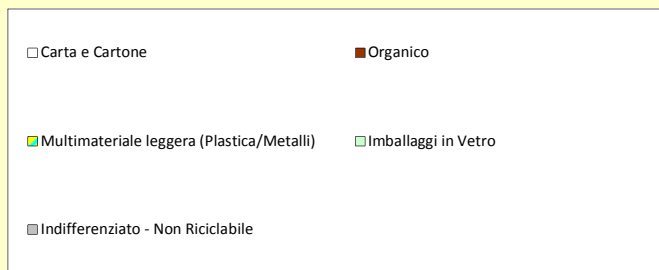 Carta e Cartone
Organico
Multimateriale leggera (Plastica/Metalli)
Imballaggi in Vetro
Indifferenziato - Non Riciclabile